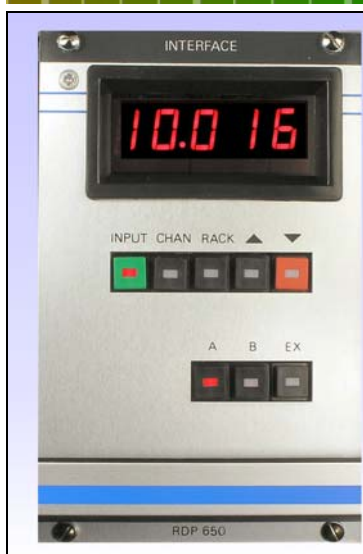 INTERFACE
10.016
INPUT CHAN RACK ▲ ▼
A B EX
RDP 650